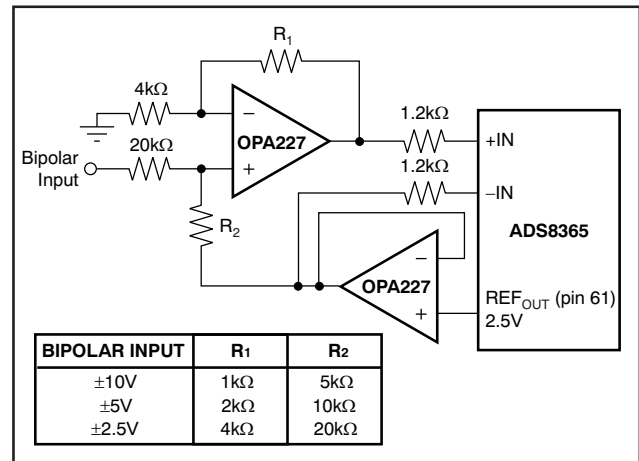 R₁
4kΩ
−
OPA227
+
1.2kΩ
+IN
Bipolar
Input
20kΩ
1.2kΩ
−IN
R₂
ADS8365
−
OPA227
+
REF_OUT (pin 61)
2.5V
BIPOLAR INPUT R₁ R₂
±10V 1kΩ 5kΩ
±5V 2kΩ 10kΩ
±2.5V 4kΩ 20kΩ